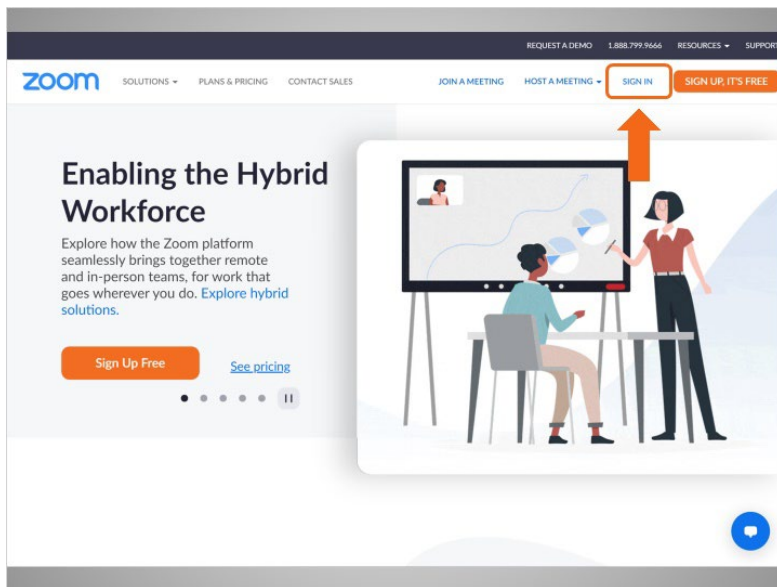 REQUEST A DEMO 1.888.799.9666 RESOURCES SUPPORT
zoom SOLUTIONS PLANS & PRICING CONTACT SALES JOIN A MEETING HOST A MEETING SIGN IN SIGN UP, IT'S FREE
Enabling the Hybrid
Workforce
Explore how the Zoom platform
seamlessly brings together remote
and in-person teams, for work that
goes wherever you do. Explore hybrid
solutions.
Sign Up Free See pricing